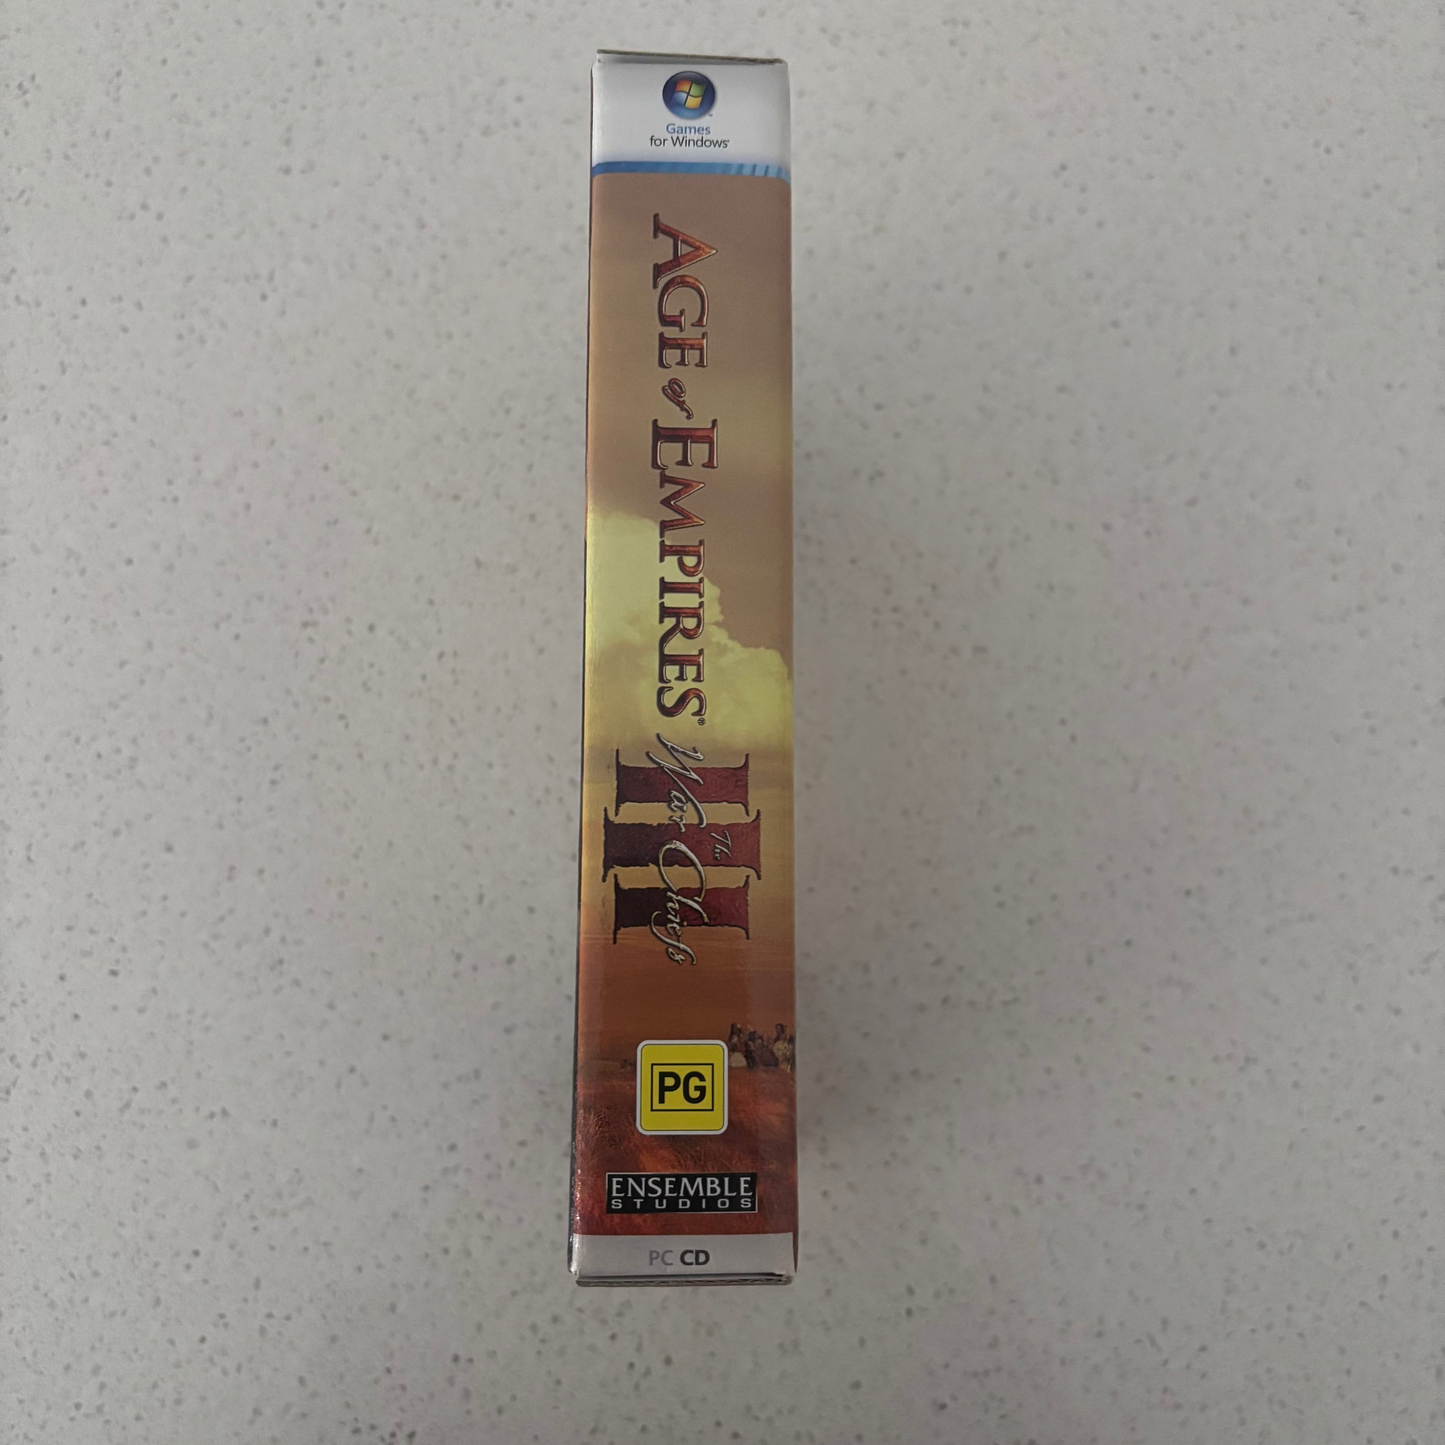 Games
for Windows®
AGE of EMPIRES® III
The War Chiefs
PG
ENSEMBLE
STUDIOS
PC CD